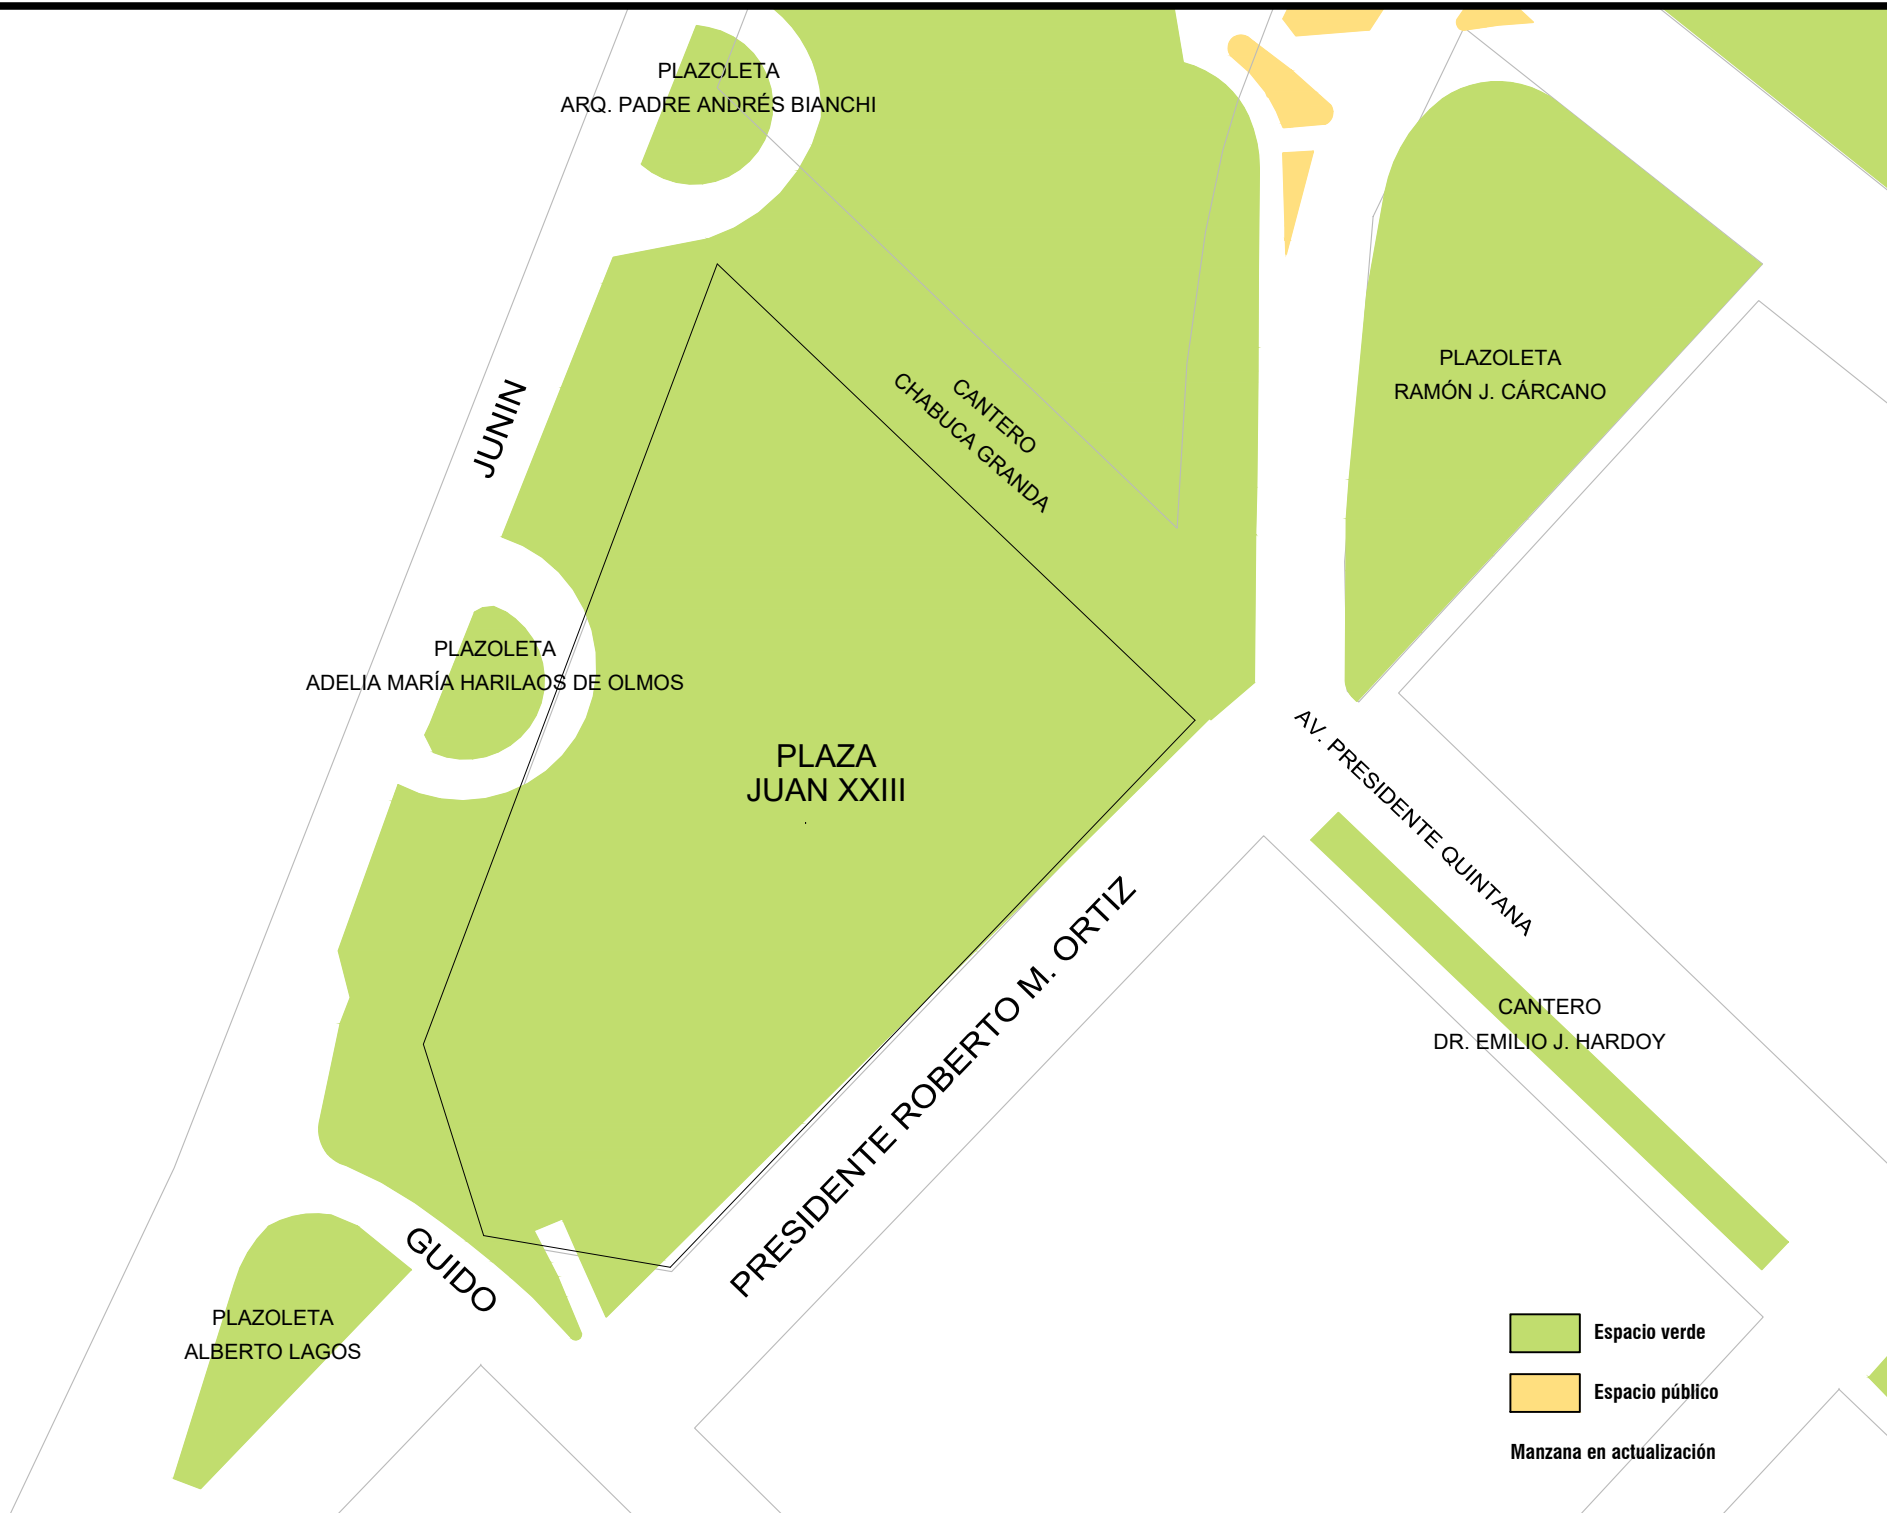 PLAZOLETA
ARQ. PADRE ANDRÉS BIANCHI
PLAZOLETA
RAMÓN J. CÁRCANO
CANTERO
CHABUCA GRANDA
JUNIN
PLAZOLETA
ADELIA MARÍA HARILAOS DE OLMOS
PLAZA
JUAN XXIII
AV. PRESIDENTE QUINTANA
PRESIDENTE ROBERTO M. ORTIZ
CANTERO
DR. EMILIO J. HARDOY
GUIDO
PLAZOLETA
ALBERTO LAGOS
Espacio verde
Espacio público
Manzana en actualización